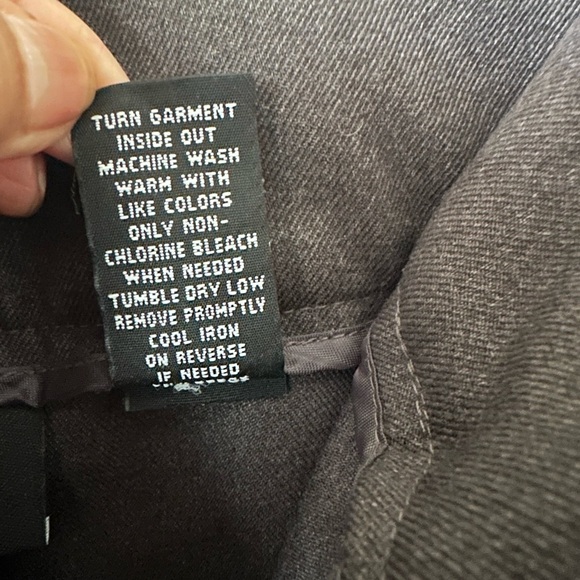 TURN GARMENT
INSIDE OUT
MACHINE WASH
WARM WITH
LIKE COLORS
ONLY NON-
CHLORINE BLEACH
WHEN NEEDED
TUMBLE DRY LOW
REMOVE PROMPTLY
COOL IRON
ON REVERSE
IF NEEDED